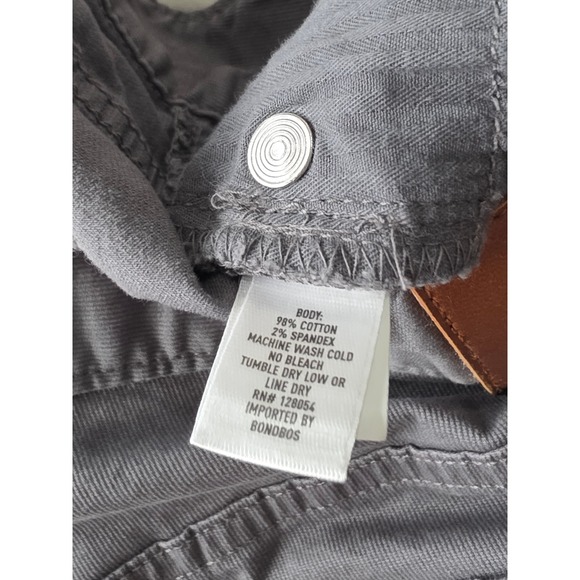 BODY:
98% COTTON
2% SPANDEX
MACHINE WASH COLD
NO BLEACH
TUMBLE DRY LOW OR
LINE DRY
RN# 128054
IMPORTED BY
BONDBOS